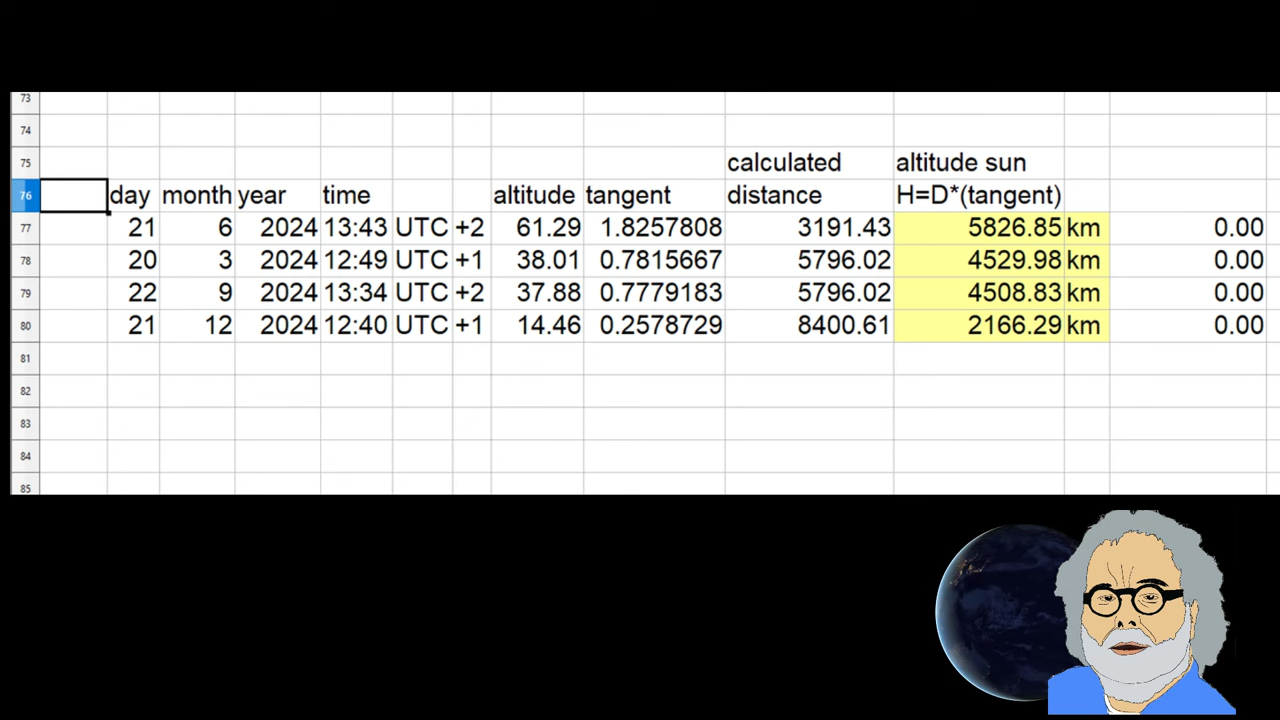 73
74
75 calculated altitude sun
76 day month year time altitude tangent distance H=D*(tangent)
77 21 6 2024 13:43 UTC +2 61.29 1.8257808 3191.43 5826.85 km 0.00
78 20 3 2024 12:49 UTC +1 38.01 0.7815667 5796.02 4529.98 km 0.00
79 22 9 2024 13:34 UTC +2 37.88 0.7779183 5796.02 4508.83 km 0.00
80 21 12 2024 12:40 UTC +1 14.46 0.2578729 8400.61 2166.29 km 0.00
81
82
83
84
85